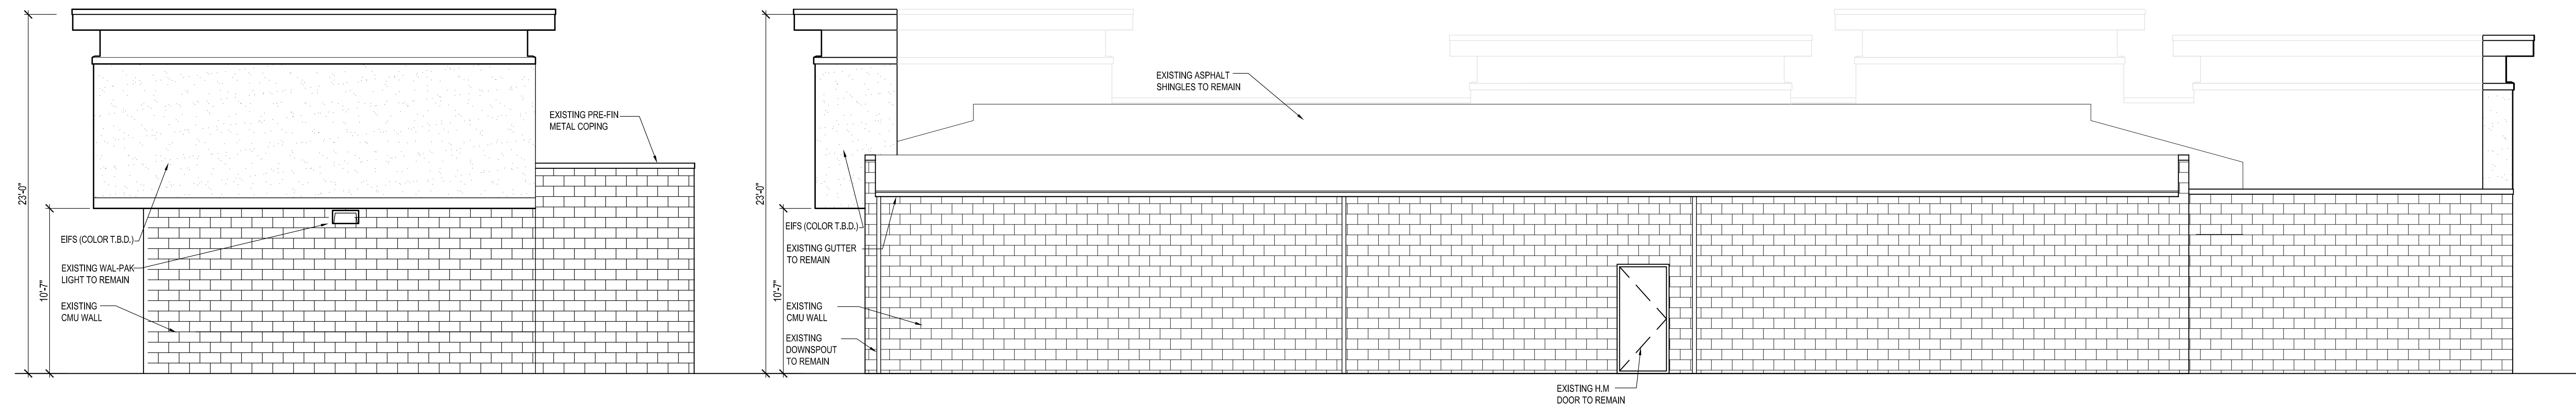 23'-0"
10'-7"
EIFS (COLOR T.B.D.)
EXISTING WAL-PAK
LIGHT TO REMAIN
EXISTING
CMU WALL
EXISTING PRE-FIN
METAL COPING
23'-0"
10'-7"
EXISTING ASPHALT
SHINGLES TO REMAIN
EIFS (COLOR T.B.D.)
EXISTING GUTTER
TO REMAIN
EXISTING
CMU WALL
EXISTING
DOWNSPOUT
TO REMAIN
EXISTING H.M
DOOR TO REMAIN